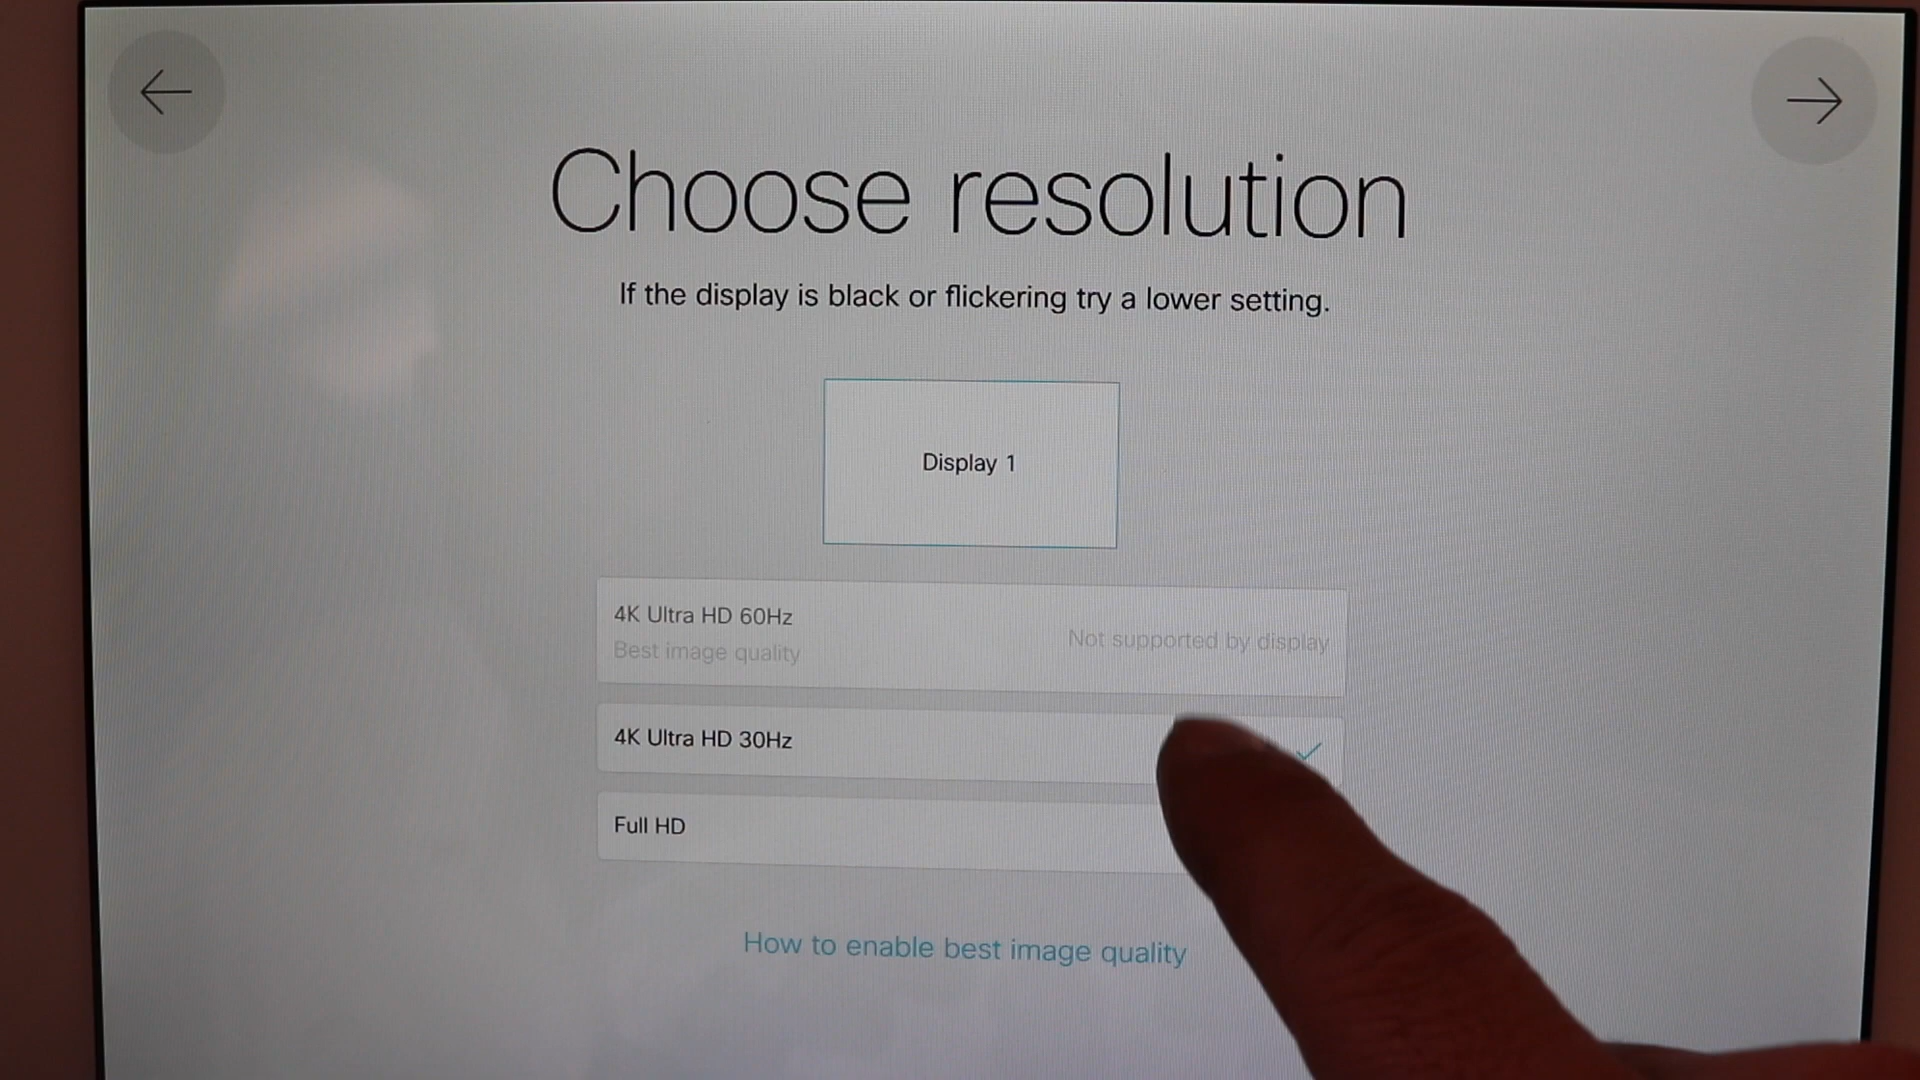 Choose resolution
If the display is black or flickering try a lower setting.
Display 1
4K Ultra HD 60Hz
Best image quality
Not supported by display
4K Ultra HD 30Hz
Full HD
How to enable best image quality